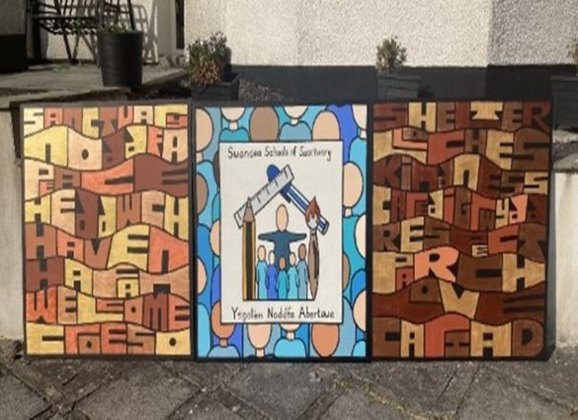 SANCTUARY
NODDFA
PEACE
HEDDWCH
HAVEN
HAFAN
WELCOME
CROESO
Swansea Schools of Sanctuary
Ysgolion Noddfa Abertawe
SHELTER
LLOCHES
KINDNESS
CaRedigRwydd
RESPECT
PARCH
LOVE
CARIAD